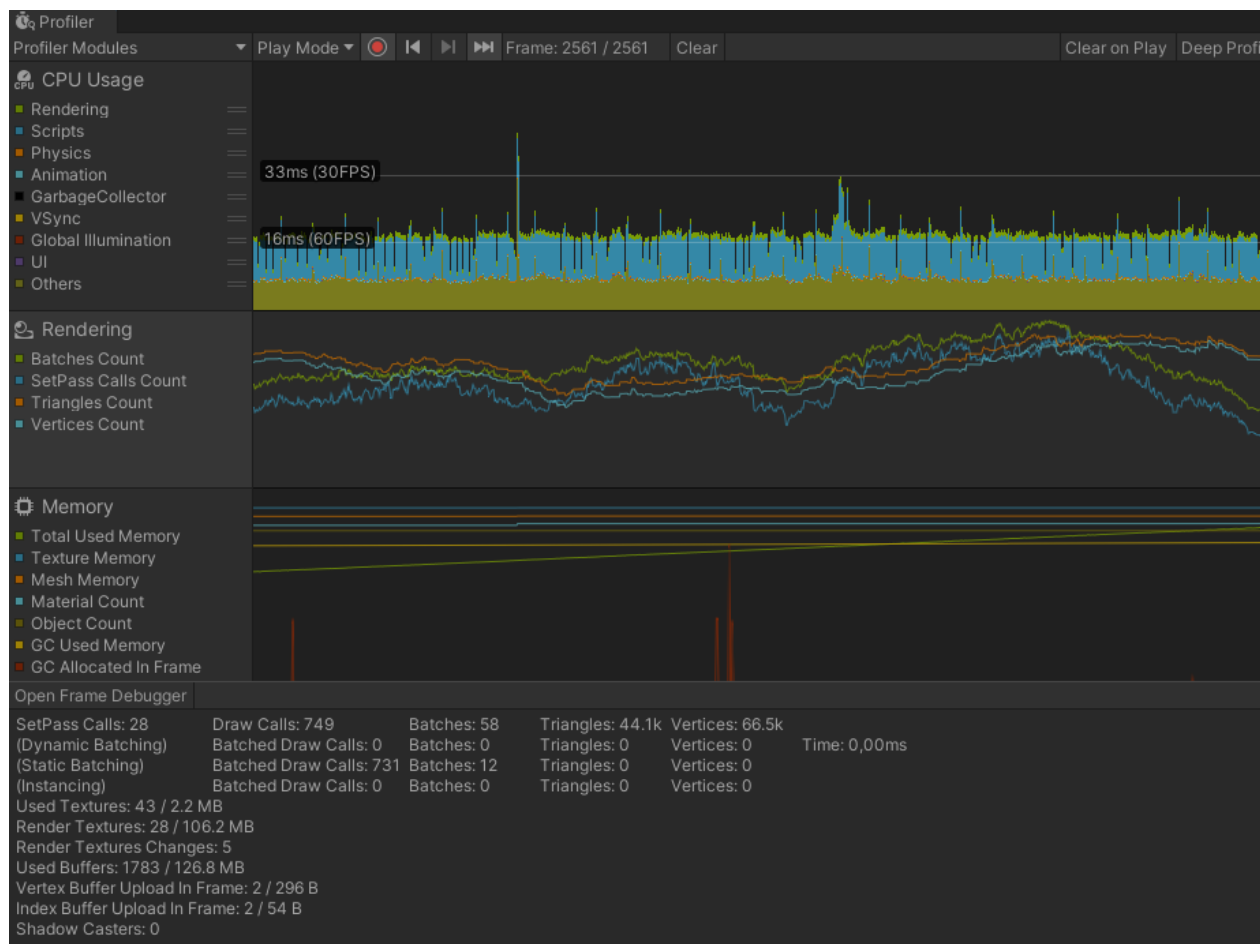 Profiler
Profiler Modules Play Mode Frame: 2561 / 2561 Clear Clear on Play Deep Profi
CPU Usage
CPU
Rendering
Scripts
Physics
33ms (30FPS)
Animation
GarbageCollector
VSync
16ms (60FPS)
Global Illumination
UI
Others
Rendering
Batches Count
SetPass Calls Count
Triangles Count
Vertices Count
Memory
Total Used Memory
Texture Memory
Mesh Memory
Material Count
Object Count
GC Used Memory
GC Allocated In Frame
Open Frame Debugger
SetPass Calls: 28 Draw Calls: 749 Batches: 58 Triangles: 44.1k Vertices: 66.5k
(Dynamic Batching) Batched Draw Calls: 0 Batches: 0 Triangles: 0 Vertices: 0 Time: 0,00ms
(Static Batching) Batched Draw Calls: 731 Batches: 12 Triangles: 0 Vertices: 0
(Instancing) Batched Draw Calls: 0 Batches: 0 Triangles: 0 Vertices: 0
Used Textures: 43 / 2.2 MB
Render Textures: 28 / 106.2 MB
Render Textures Changes: 5
Used Buffers: 1783 / 126.8 MB
Vertex Buffer Upload In Frame: 2 / 296 B
Index Buffer Upload In Frame: 2 / 54 B
Shadow Casters: 0